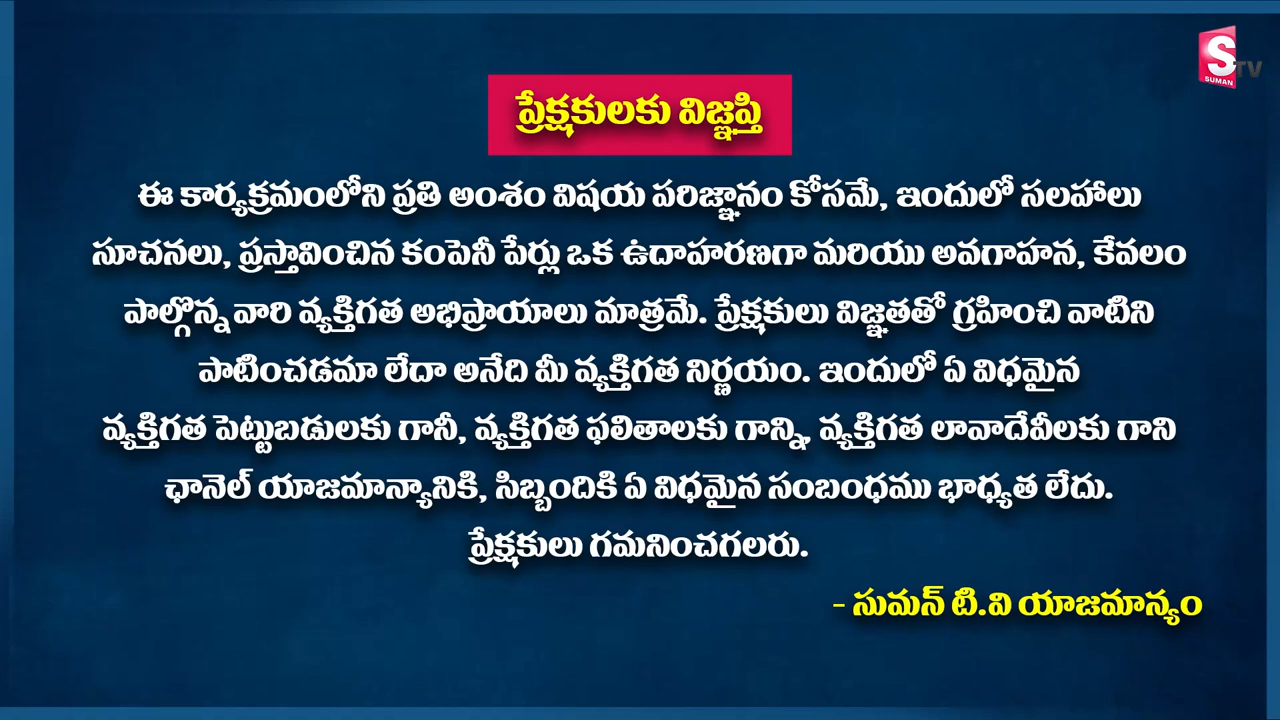 S
TV
SUMAN
ప్రేక్షకులకు విజ్ఞప్తి
ఈ కార్యక్రమంలోని ప్రతి అంశం విషయ పరిజ్ఞానం కోసమే, ఇందులో సలహాలు
సూచనలు, ప్రస్తావించిన కంపెనీ పేర్లు ఒక ఉదాహరణగా మరియు అవగాహన, కేవలం
పాల్గొన్న వారి వ్యక్తిగత అభిప్రాయాలు మాత్రమే. ప్రేక్షకులు విజ్ఞతతో గ్రహించి వాటిని
పాటించడమా లేదా అనేది మీ వ్యక్తిగత నిర్ణయం. ఇందులో ఏ విధమైన
వ్యక్తిగత పెట్టుబడులకు గానీ, వ్యక్తిగత ఫలితాలకు గాన్ని, వ్యక్తిగత లావాదేవీలకు గాని
ఛానెల్ యాజమాన్యానికి, సిబ్బందికి ఏ విధమైన సంబంధము భాధ్యత లేదు.
ప్రేక్షకులు గమనించగలరు.
- సుమన్ టి.వి యాజమాన్యం